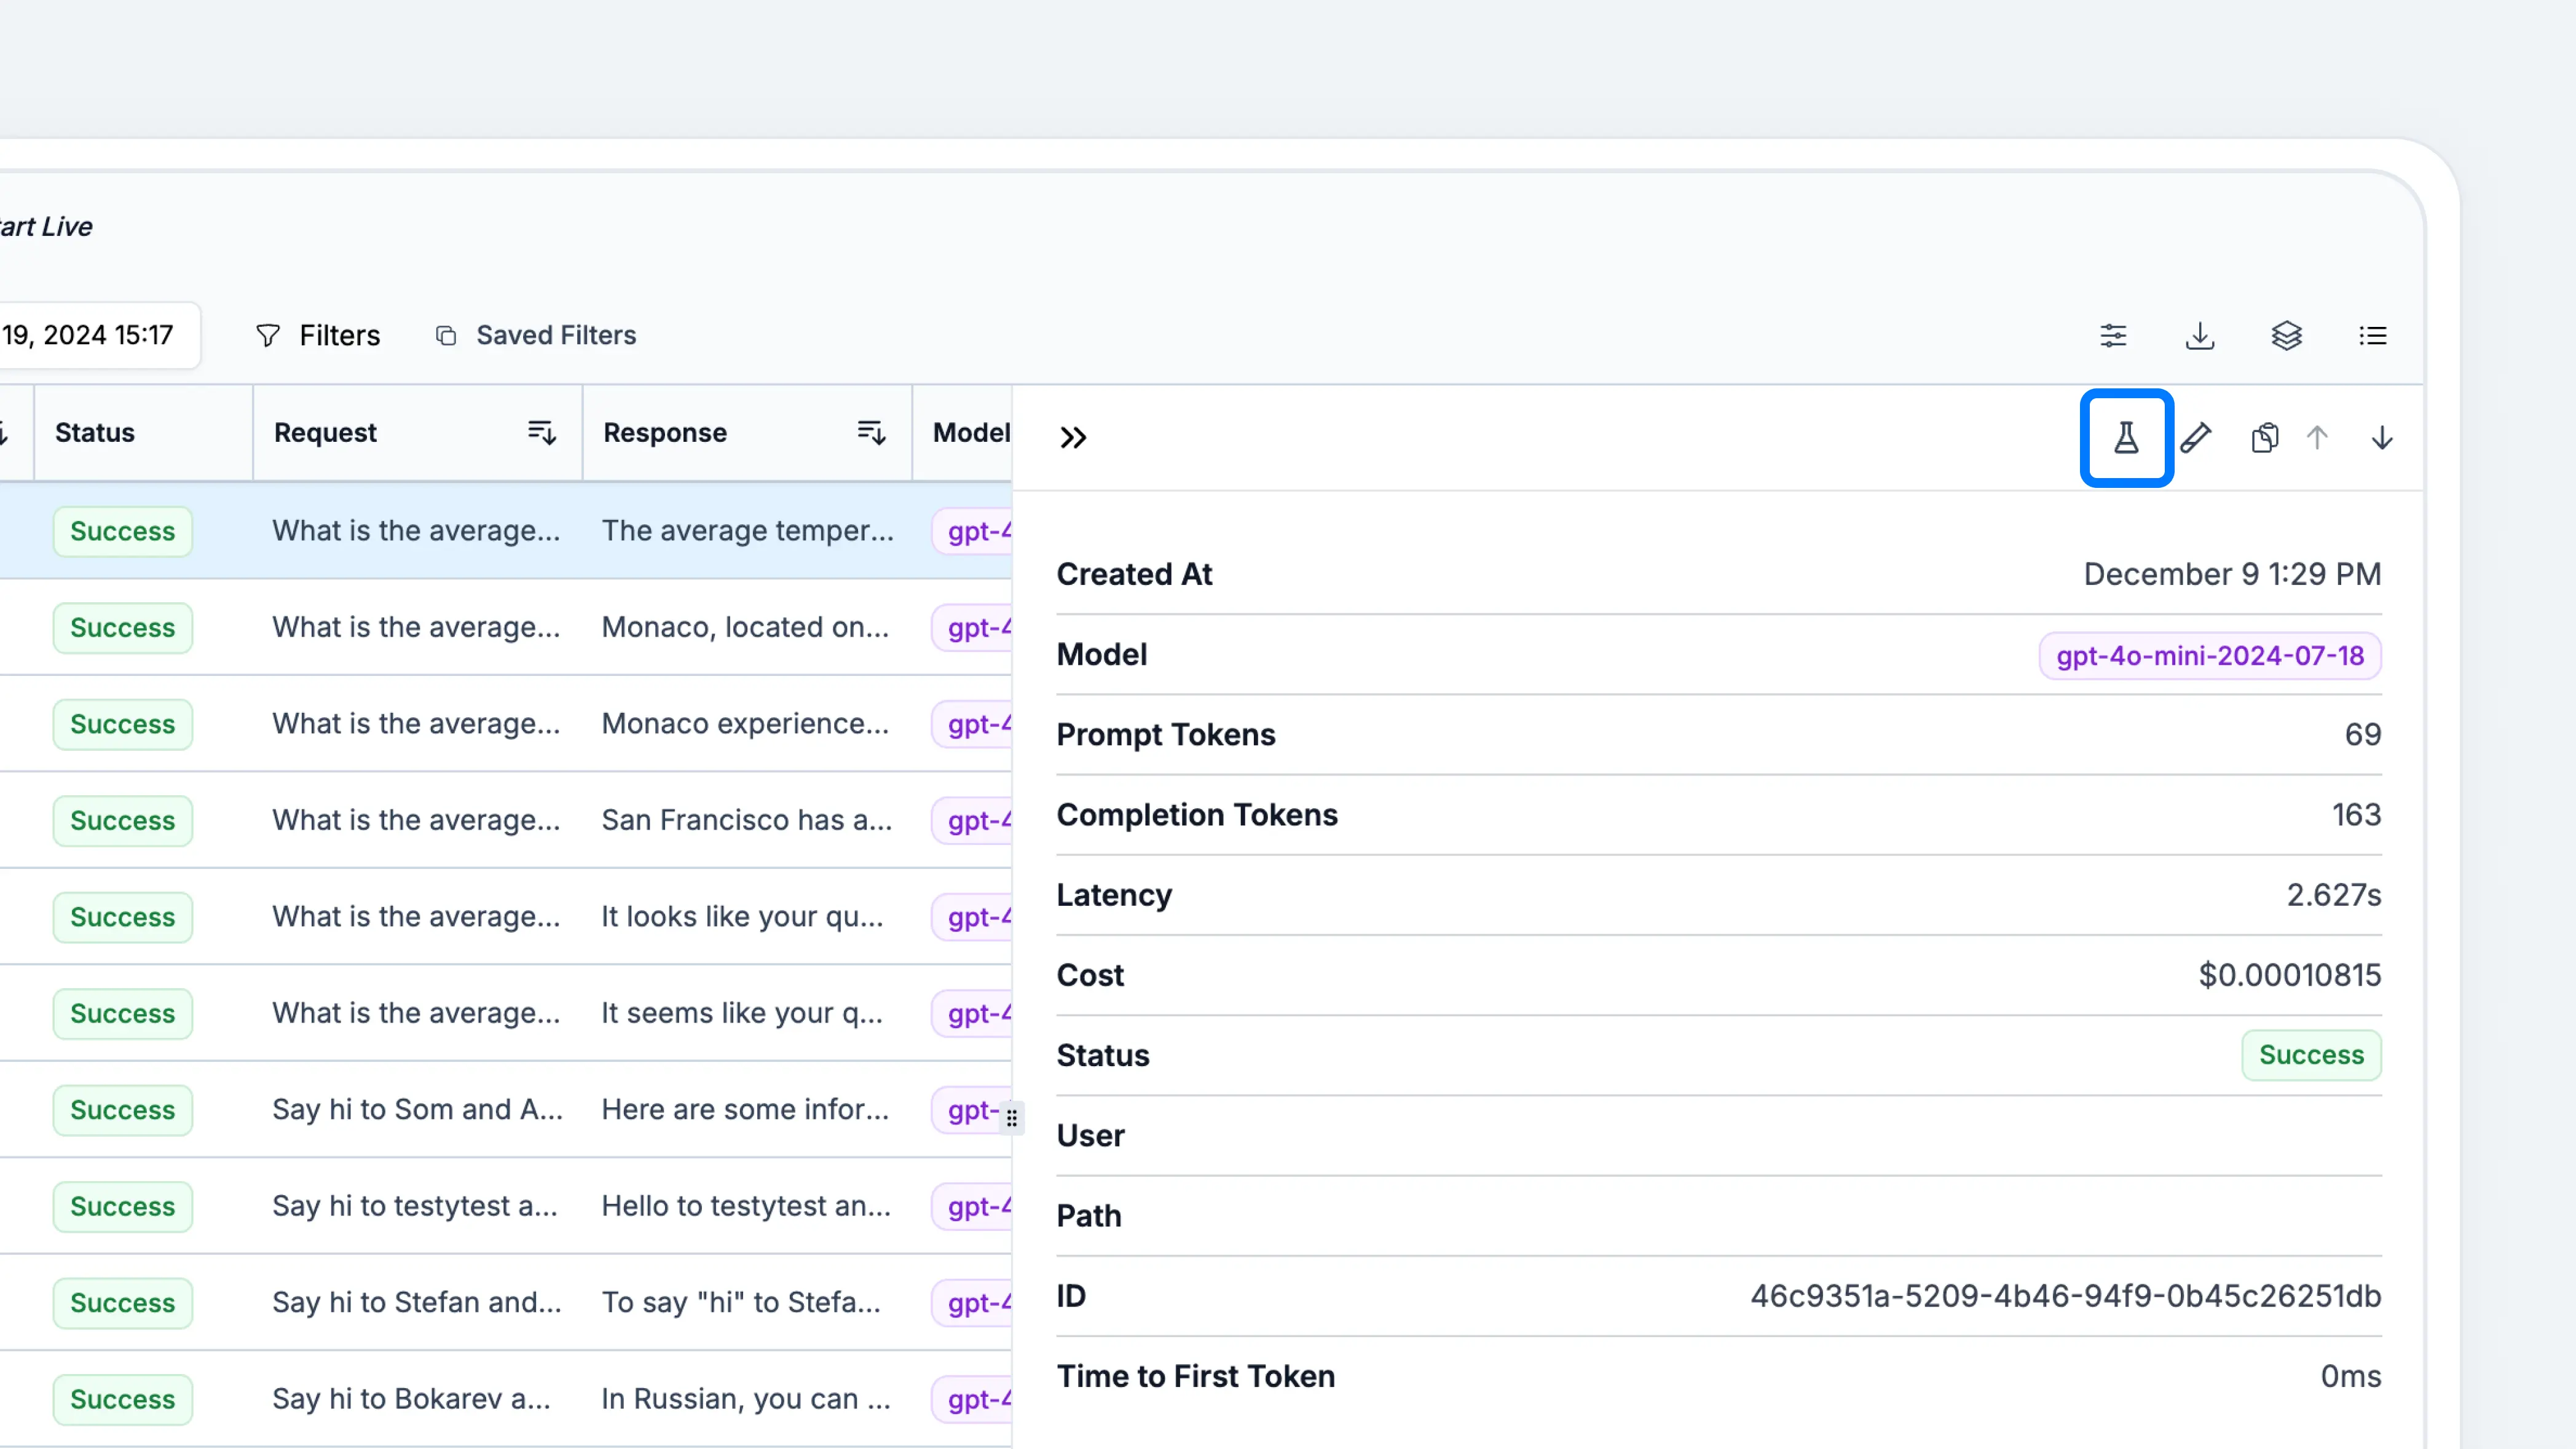 tart Live
19, 2024 15:17 Filters Saved Filters
Status Request Response Model
Success What is the average... The average temper... gpt-4
Success What is the average... Monaco, located on... gpt-4
Success What is the average... Monaco experience... gpt-4
Success What is the average... San Francisco has a... gpt-4
Success What is the average... It looks like your qu... gpt-4
Success What is the average... It seems like your q... gpt-4
Success Say hi to Som and A... Here are some infor... gpt-
Success Say hi to testytest a... Hello to testytest an... gpt-4
Success Say hi to Stefan and... To say "hi" to Stefa... gpt-4
Success Say hi to Bokarev a... In Russian, you can ... gpt-4
Created At December 9 1:29 PM
Model gpt-4o-mini-2024-07-18
Prompt Tokens 69
Completion Tokens 163
Latency 2.627s
Cost $0.00010815
Status Success
User
Path
ID 46c9351a-5209-4b46-94f9-0b45c26251db
Time to First Token 0ms